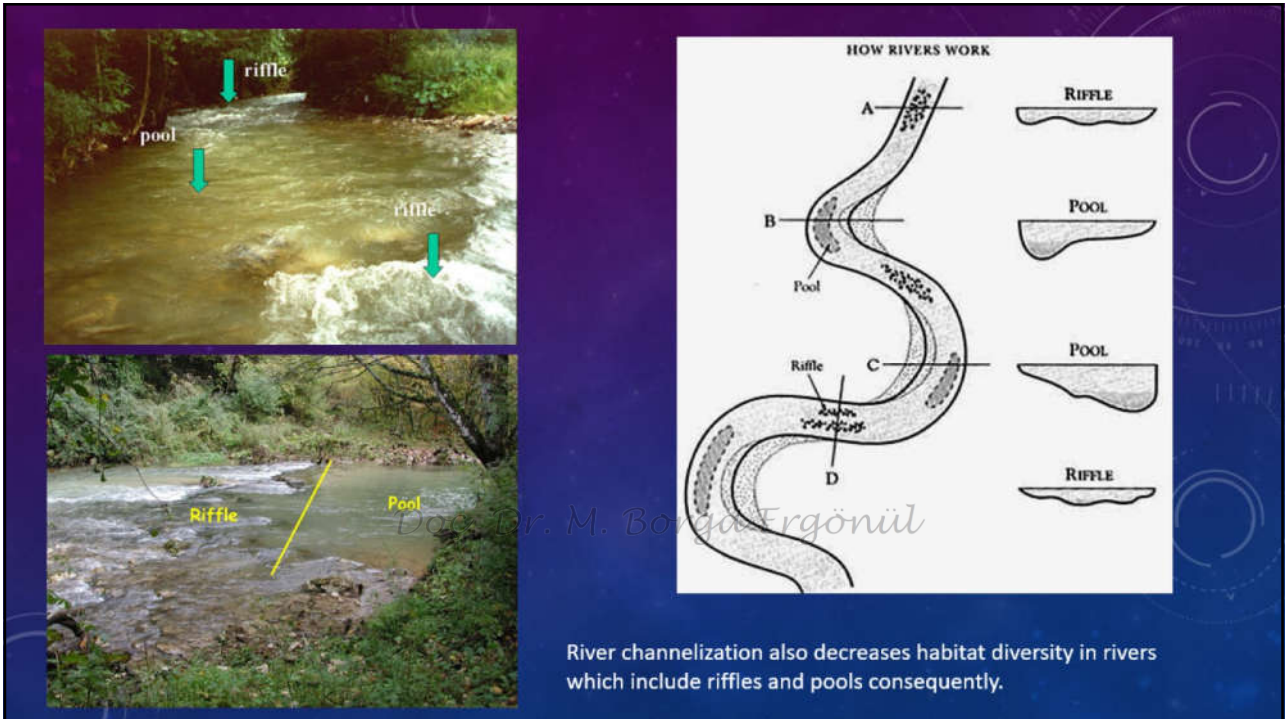 riffle
pool
riffle
Riffle
Pool
HOW RIVERS WORK
A
RIFFLE
B
POOL
Pool
C
POOL
Riffle
D
RIFFLE
Doç. Dr. M. Borga Ergönül
River channelization also decreases habitat diversity in rivers
which include riffles and pools consequently.